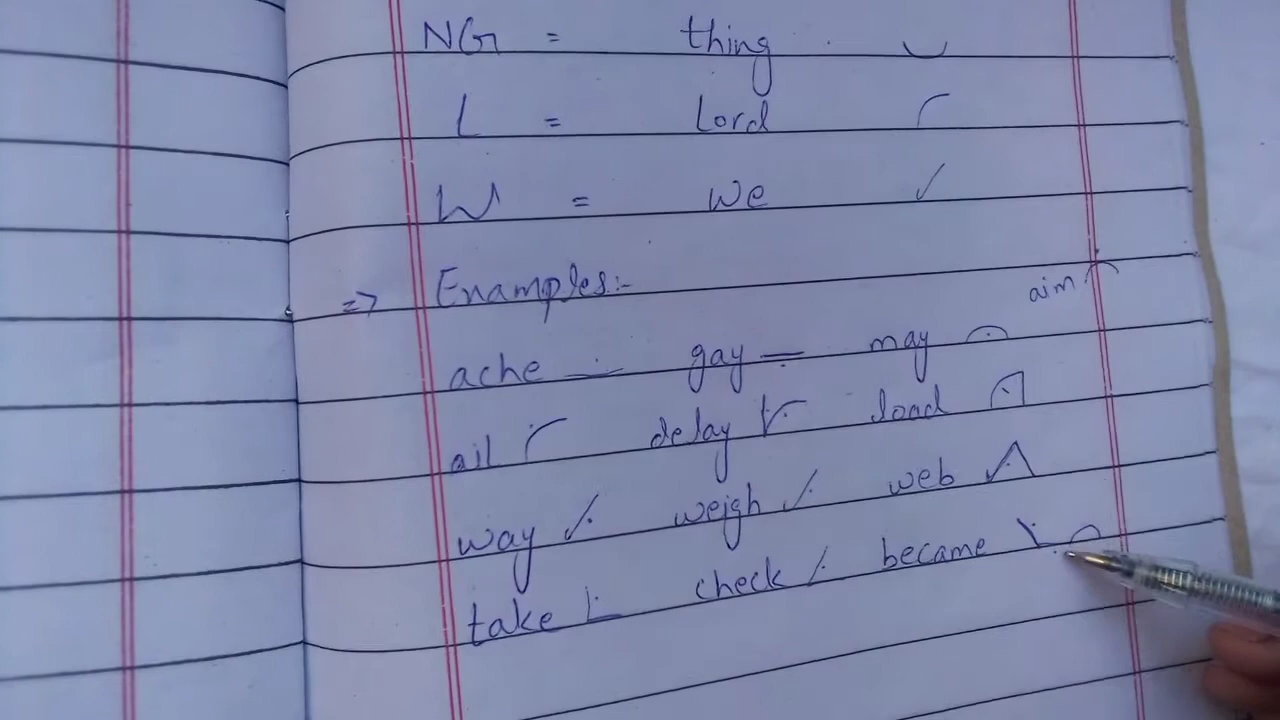 NG = thing
L = Lord
W = We
=> Examples:-
aim
ache gay may
ail delay load
way weigh web
take check became